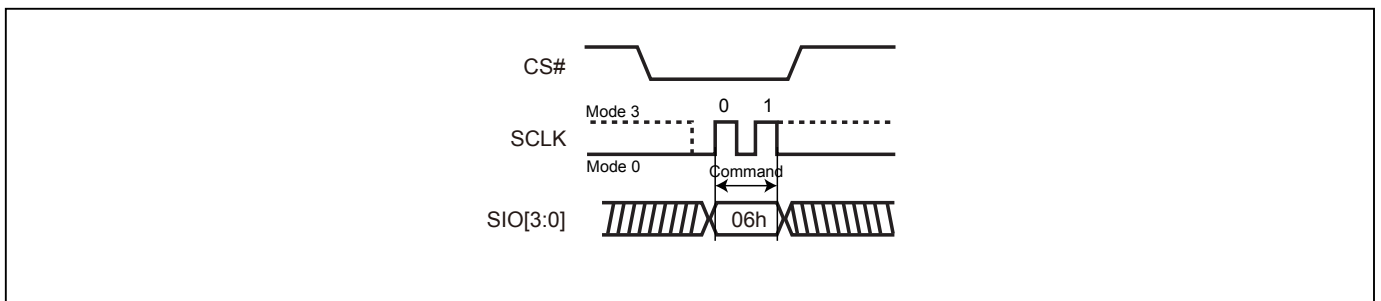 CS#
Mode 3
0 1
SCLK
Mode 0
Command
SIO[3:0]
06h